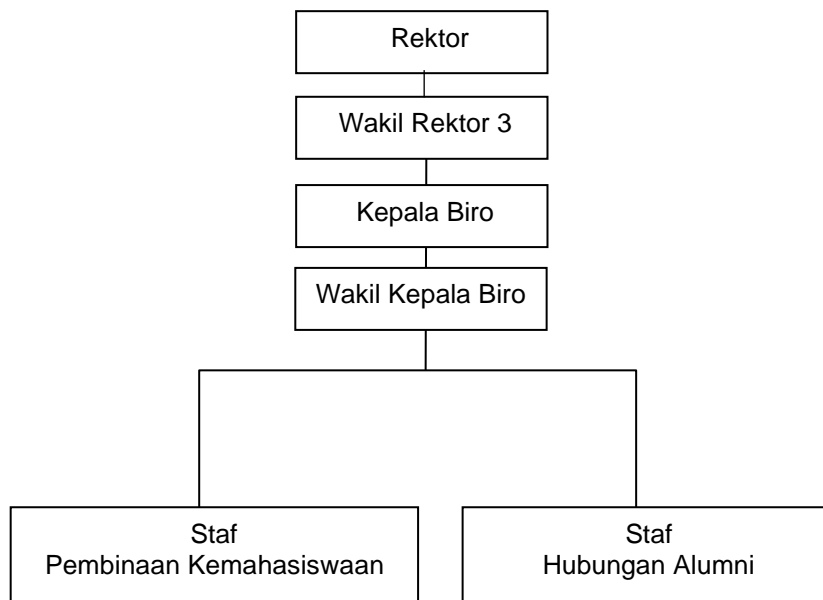 Rektor
Wakil Rektor 3
Kepala Biro
Wakil Kepala Biro
Staf
Pembinaan Kemahasiswaan
Staf
Hubungan Alumni